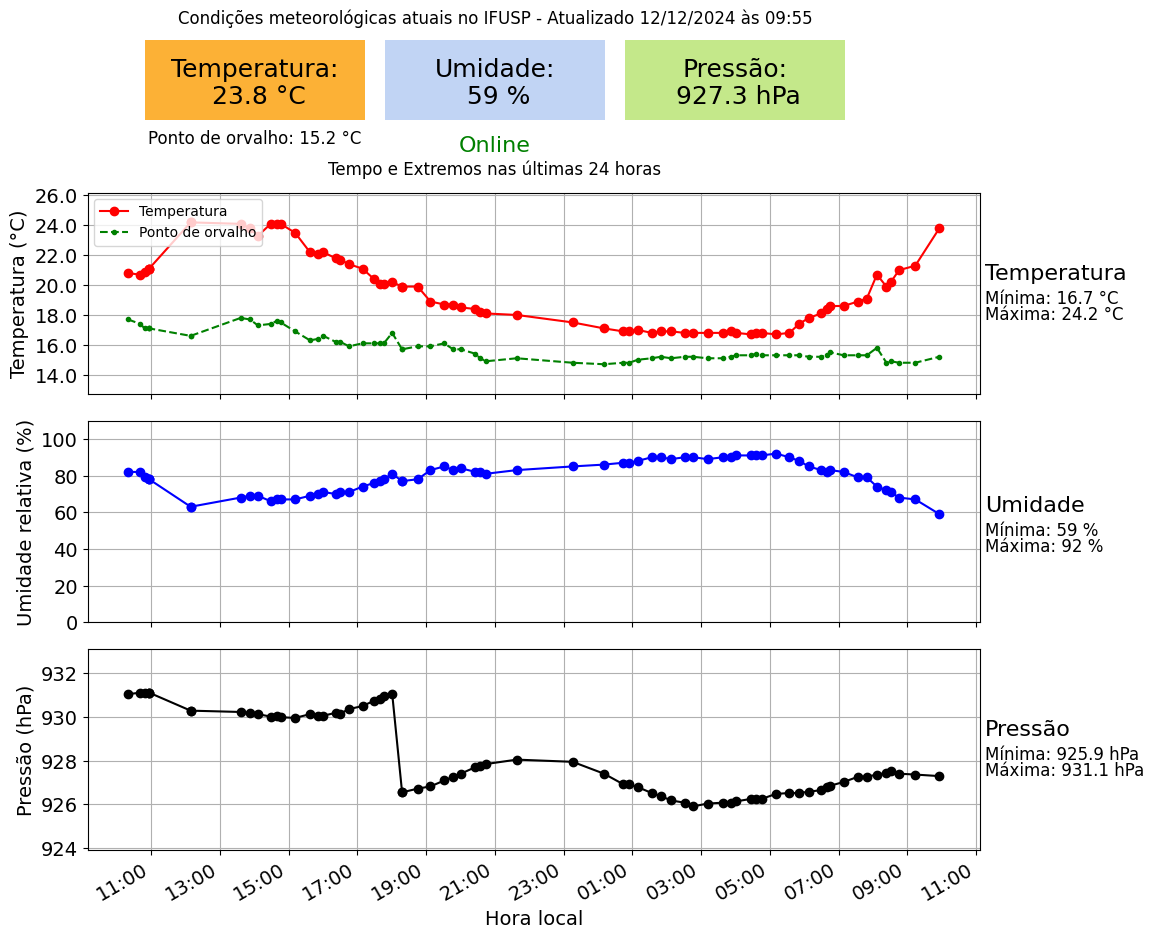 Condições meteorológicas atuais no IFUSP - Atualizado 12/12/2024 às 09:55
Temperatura:
23.8 °C
Umidade:
59 %
Pressão:
927.3 hPa
Ponto de orvalho: 15.2 °C
Online
Tempo e Extremos nas últimas 24 horas
Temperatura (°C)
26.0
24.0
22.0
20.0
18.0
16.0
14.0
Temperatura
Ponto de orvalho
Temperatura
Mínima: 16.7 °C
Máxima: 24.2 °C
Umidade relativa (%)
100
80
60
40
20
0
Umidade
Mínima: 59 %
Máxima: 92 %
Pressão (hPa)
932
930
928
926
924
Pressão
Mínima: 925.9 hPa
Máxima: 931.1 hPa
11:00
13:00
15:00
17:00
19:00
21:00
23:00
01:00
03:00
05:00
07:00
09:00
11:00
Hora local